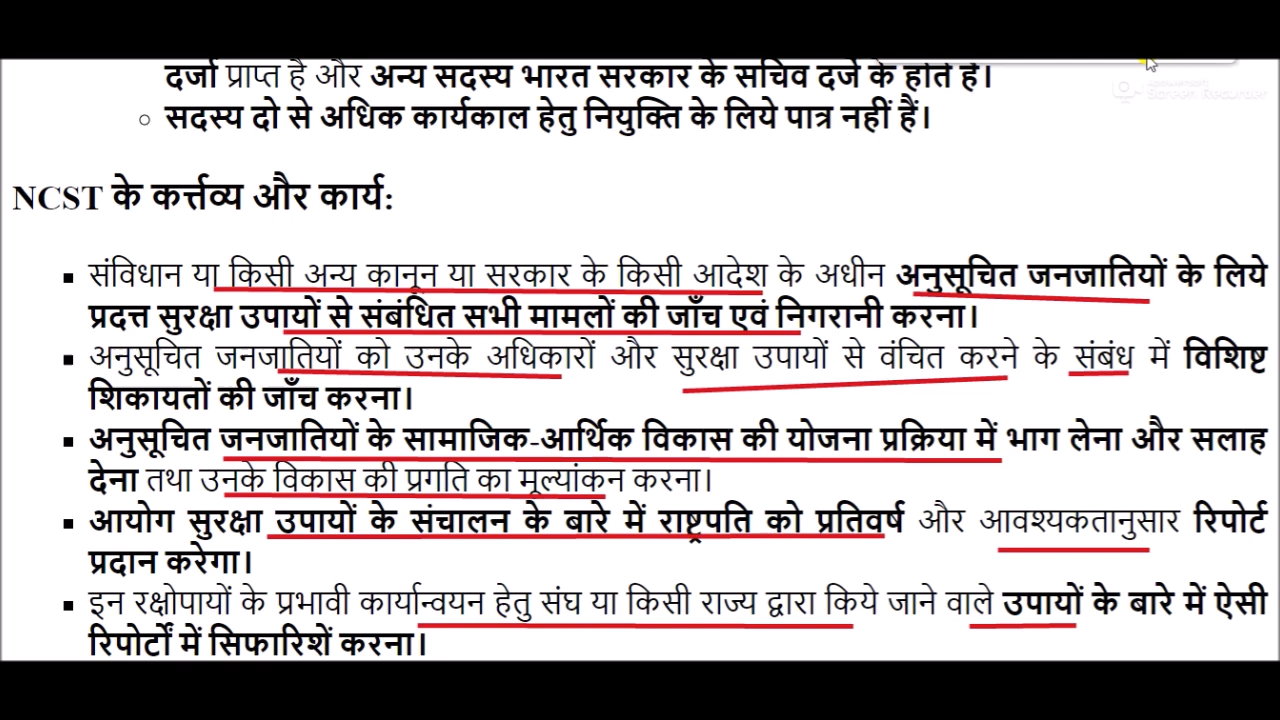 दर्जा प्राप्त है और अन्य सदस्य भारत सरकार के सचिव दर्जे के होते हैं।
सदस्य दो से अधिक कार्यकाल हेतु नियुक्ति के लिये पात्र नहीं हैं।
NCST के कर्त्तव्य और कार्य:
संविधान या किसी अन्य कानून या सरकार के किसी आदेश के अधीन अनुसूचित जनजातियों के लिये
प्रदत्त सुरक्षा उपायों से संबंधित सभी मामलों की जाँच एवं निगरानी करना।
अनुसूचित जनजातियों को उनके अधिकारों और सुरक्षा उपायों से वंचित करने के संबंध में विशिष्ट
शिकायतों की जाँच करना।
अनुसूचित जनजातियों के सामाजिक-आर्थिक विकास की योजना प्रक्रिया में भाग लेना और सलाह
देना तथा उनके विकास की प्रगति का मूल्यांकन करना।
आयोग सुरक्षा उपायों के संचालन के बारे में राष्ट्रपति को प्रतिवर्ष और आवश्यकतानुसार रिपोर्ट
प्रदान करेगा।
इन रक्षोपायों के प्रभावी कार्यान्वयन हेतु संघ या किसी राज्य द्वारा किये जाने वाले उपायों के बारे में ऐसी
रिपोर्टों में सिफारिशें करना।
Screen Recorder